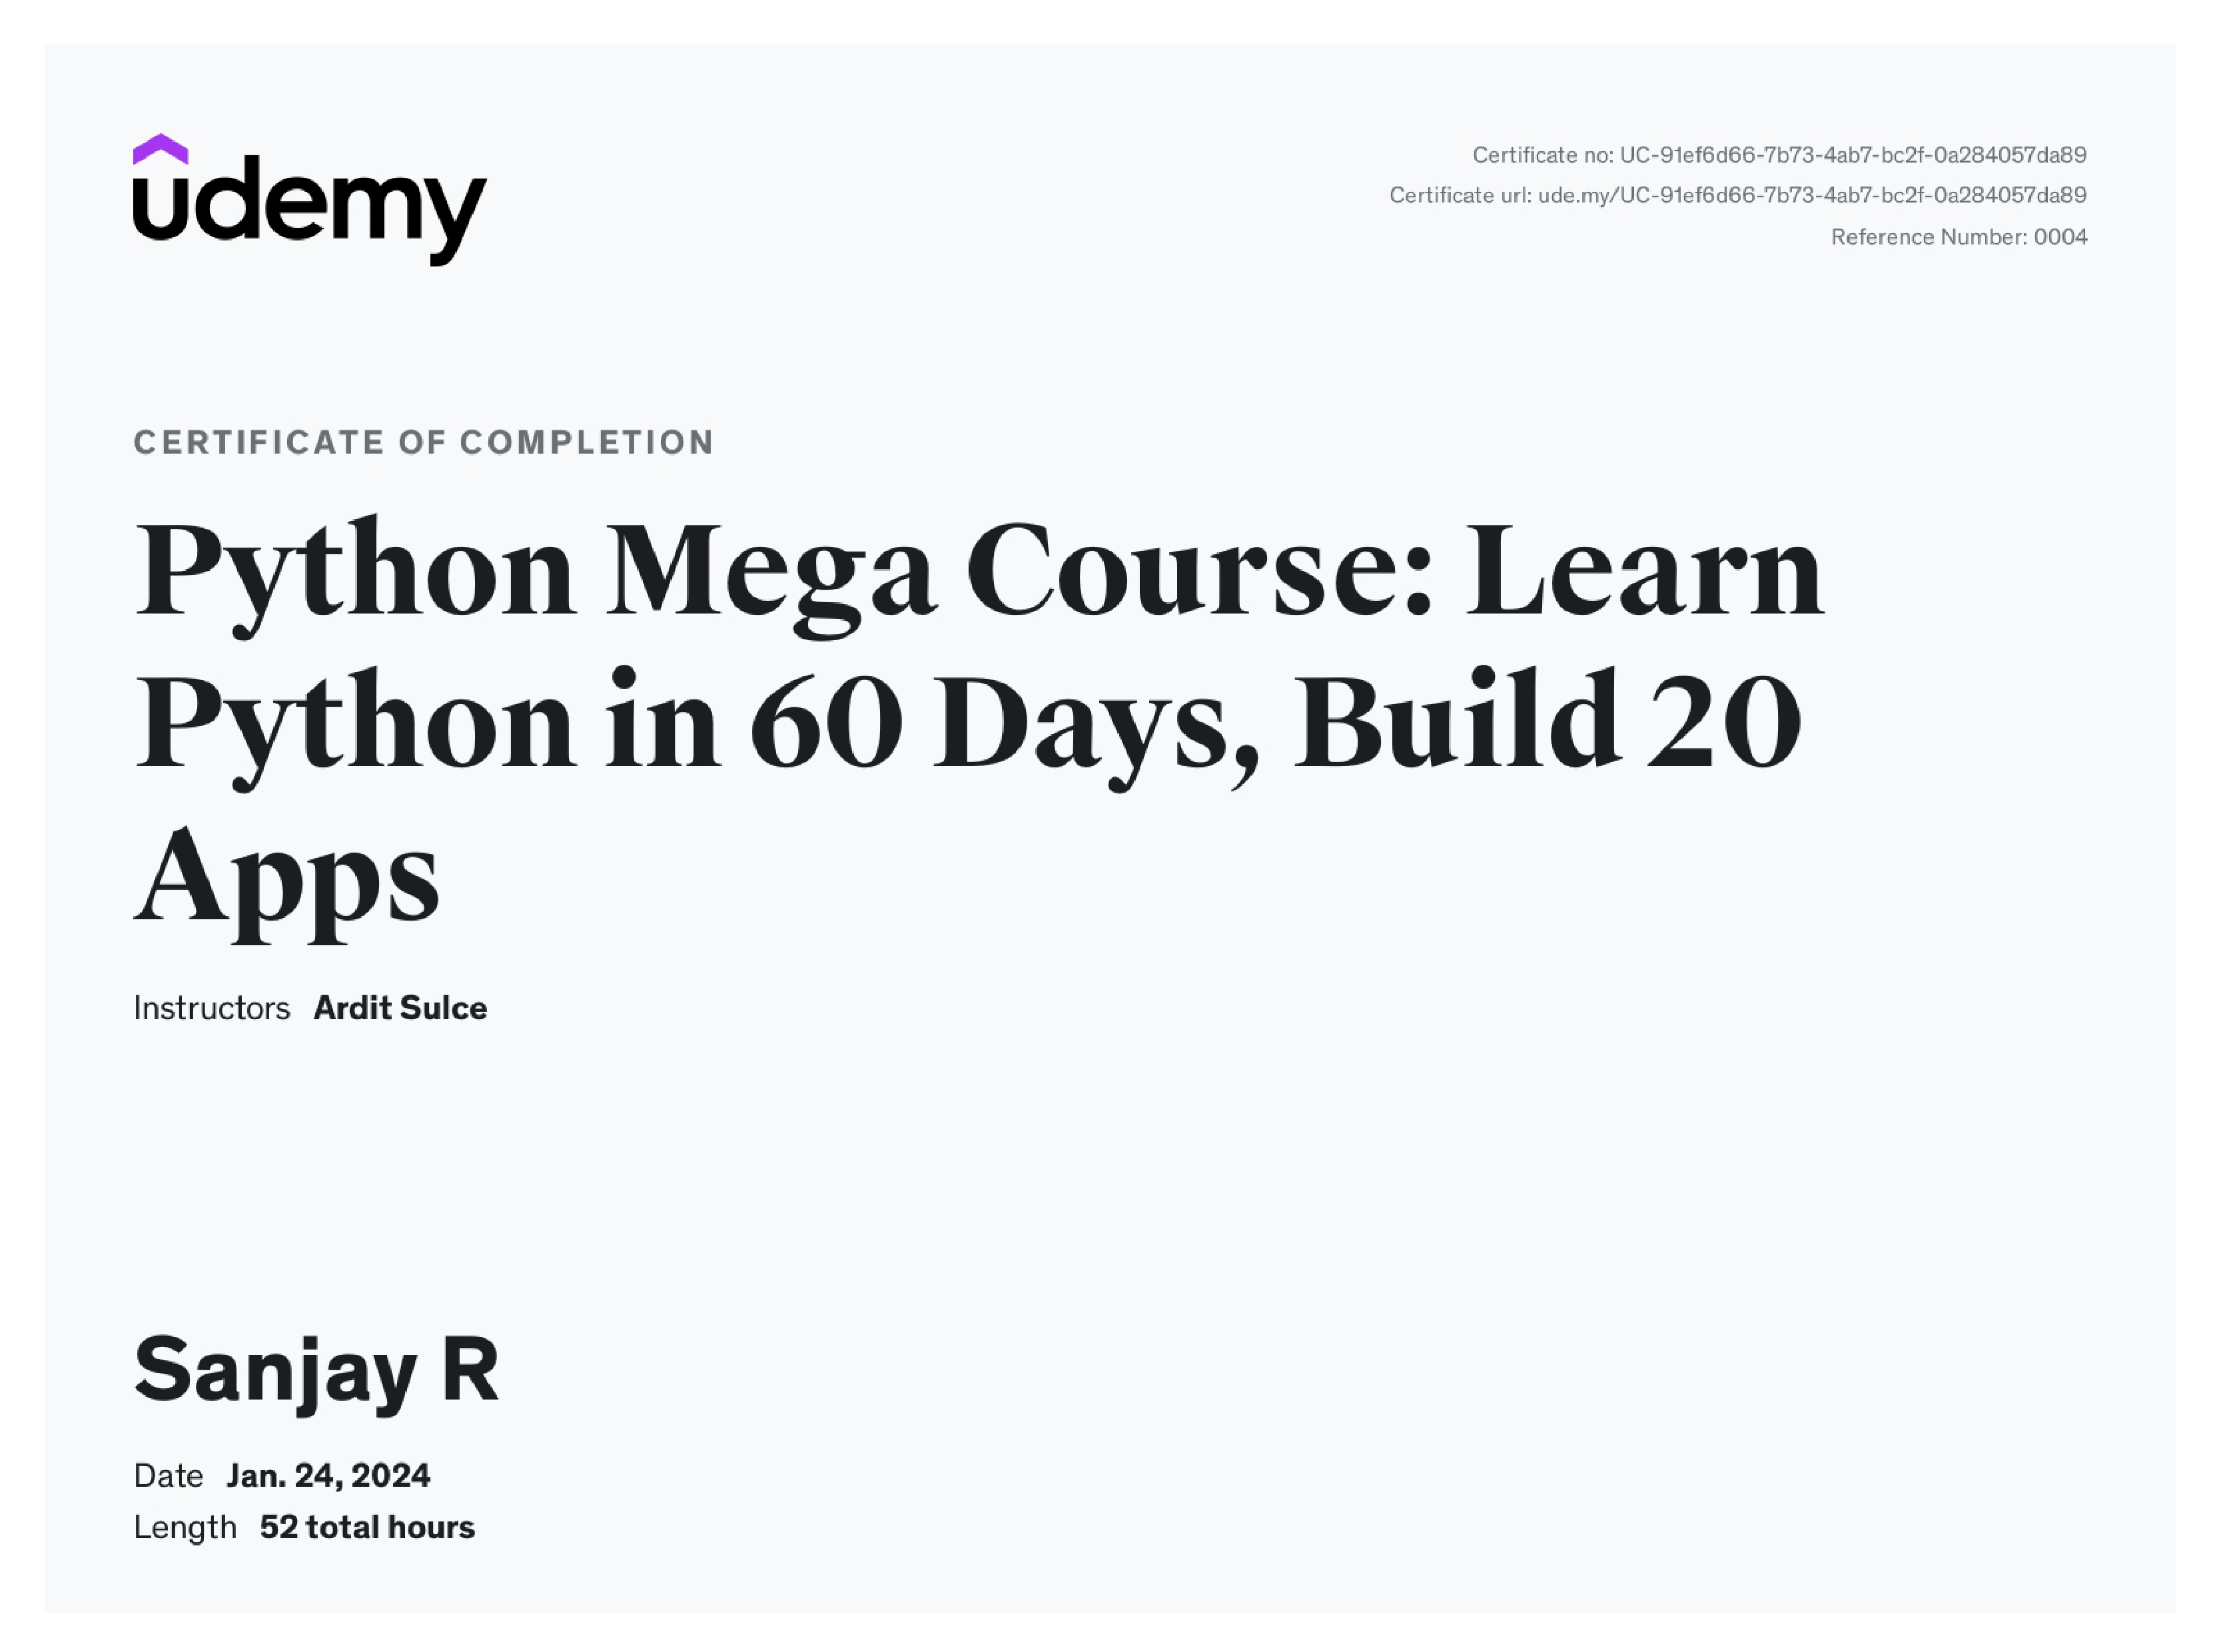 udemy
Certificate no: UC-91ef6d66-7b73-4ab7-bc2f-0a284057da89
Certificate url: ude.my/UC-91ef6d66-7b73-4ab7-bc2f-0a284057da89
Reference Number: 0004
CERTIFICATE OF COMPLETION
Python Mega Course: Learn
Python in 60 Days, Build 20
Apps
Instructors Ardit Sulce
Sanjay R
Date Jan. 24, 2024
Length 52 total hours